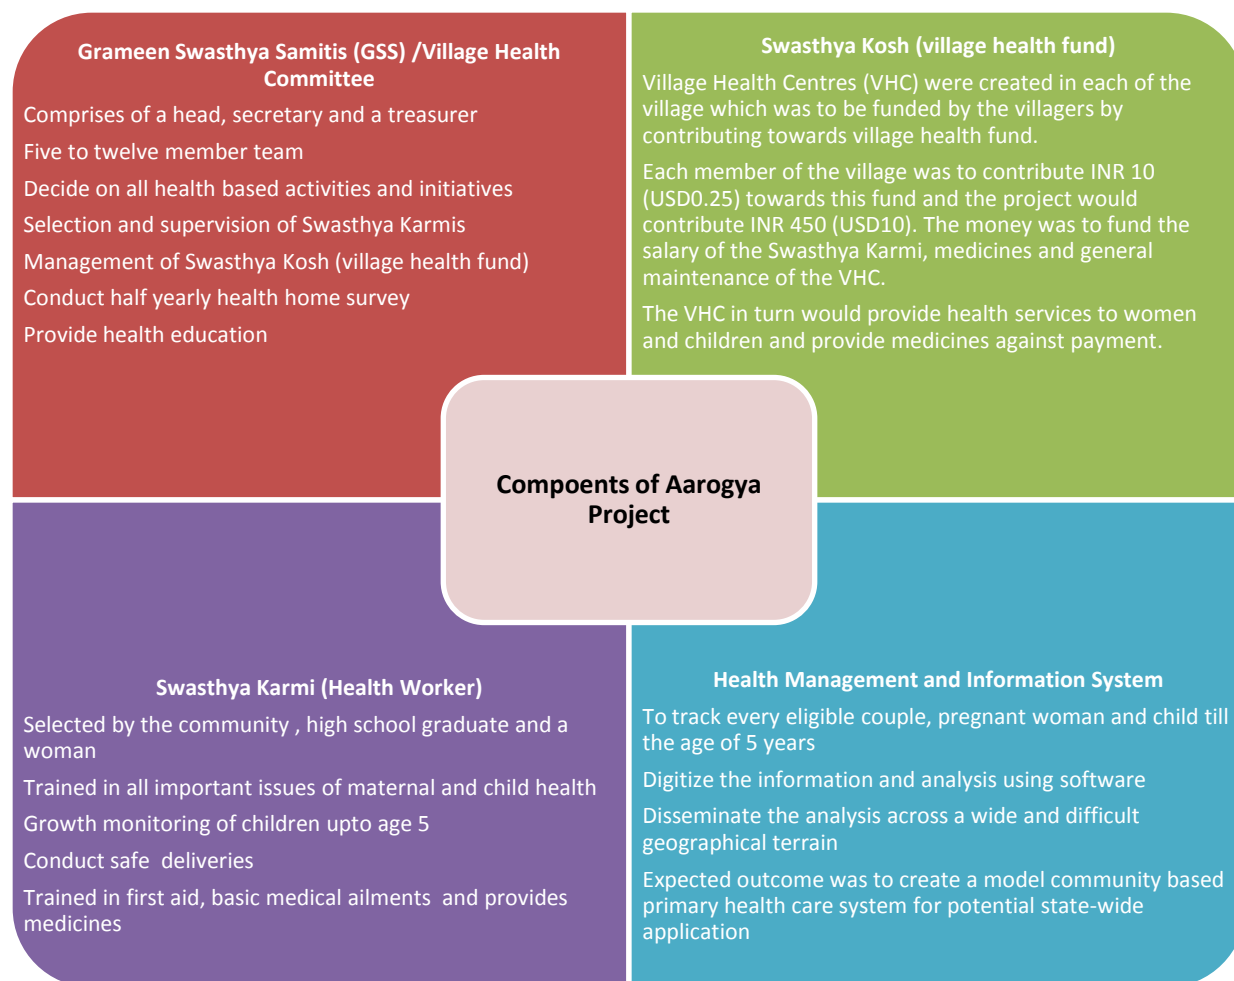 Grameen Swasthya Samitis (GSS) /Village Health
Committee
Comprises of a head, secretary and a treasurer
Five to twelve member team
Decide on all health based activities and initiatives
Selection and supervision of Swasthya Karmis
Management of Swasthya Kosh (village health fund)
Conduct half yearly health home survey
Provide health education
Swasthya Kosh (village health fund)
Village Health Centres (VHC) were created in each of the
village which was to be funded by the villagers by
contributing towards village health fund.
Each member of the village was to contribute INR 10
(USD0.25) towards this fund and the project would
contribute INR 450 (USD10). The money was to fund the
salary of the Swasthya Karmi, medicines and general
maintenance of the VHC.
The VHC in turn would provide health services to women
and children and provide medicines against payment.
Compoents of Aarogya
Project
Swasthya Karmi (Health Worker)
Selected by the community , high school graduate and a
woman
Trained in all important issues of maternal and child health
Growth monitoring of children upto age 5
Conduct safe  deliveries
Trained in first aid, basic medical ailments  and provides
medicines
Health Management and Information System
To track every eligible couple, pregnant woman and child till
the age of 5 years
Digitize the information and analysis using software
Disseminate the analysis across a wide and difficult
geographical terrain
Expected outcome was to create a model community based
primary health care system for potential state-wide
application